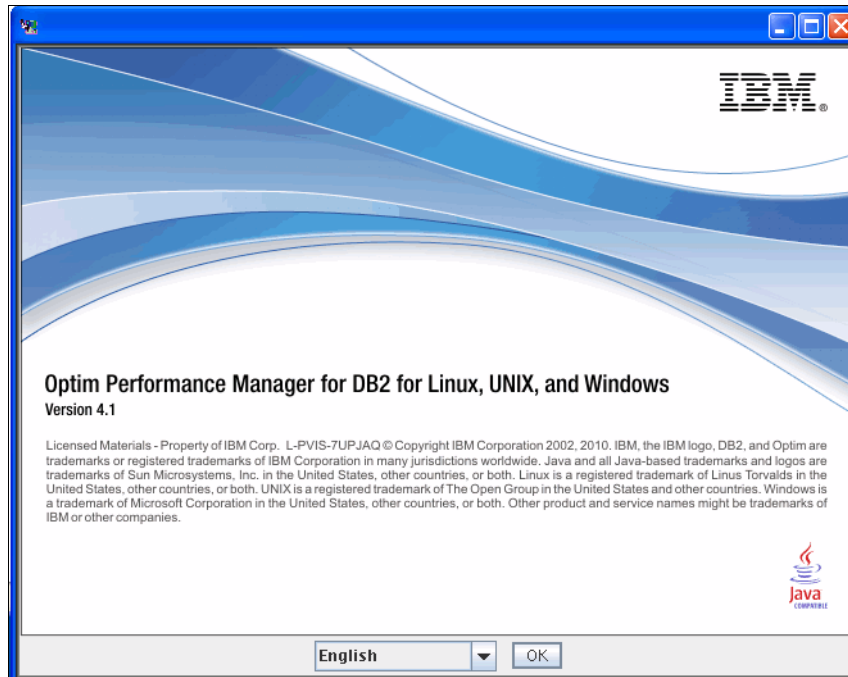 IBM®
Optim Performance Manager for DB2 for Linux, UNIX, and Windows
Version 4.1
Licensed Materials - Property of IBM Corp. L-PVIS-7UPJAQ © Copyright IBM Corporation 2002, 2010. IBM, the IBM logo, DB2, and Optim are
trademarks or registered trademarks of IBM Corporation in many jurisdictions worldwide. Java and all Java-based trademarks and logos are
trademarks of Sun Microsystems, Inc. in the United States, other countries, or both. Linux is a registered trademark of Linus Torvalds in the
United States, other countries, or both. UNIX is a registered trademark of The Open Group in the United States and other countries. Windows is
a trademark of Microsoft Corporation in the United States, other countries, or both. Other product and service names might be trademarks of
IBM or other companies.
Java
COMPATIBLE
English
OK